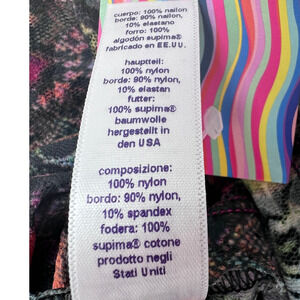 cuerpo: 100% nailon
borde: 90% nailon,
10% elastano
forro: 100%
algodón supima®
fabricado en EE.UU.
hauptteil:
100% nylon
borde: 90% nylon,
10% elastan
futter:
100% supima®
baumwolle
hergestellt in
den USA
composizione:
100% nylon
bordo: 90% nylon,
10% spandex
fodera: 100%
supima® cotone
prodotto negli
Stati Uniti